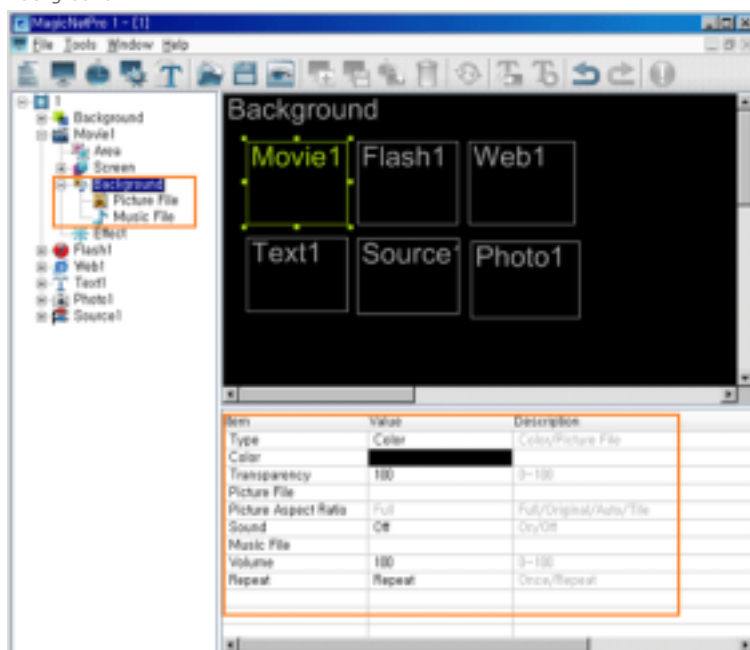 MagicNetPro 1 - [1]
File Tools Window Help
1
Background
Movie1
Area
Screen
Background
Picture File
Music File
Effect
Flash1
Web1
Text1
Photo1
Source1
Background
Movie1 Flash1 Web1
Text1 Source1 Photo1
Item Value Description
Type Color Color/Picture File
Color
Transparency 100 0~100
Picture File
Picture Aspect Ratio Full Full/Original/Auto/Tile
Sound Off On/Off
Music File
Volume 100 0~100
Repeat Repeat Once/Repeat